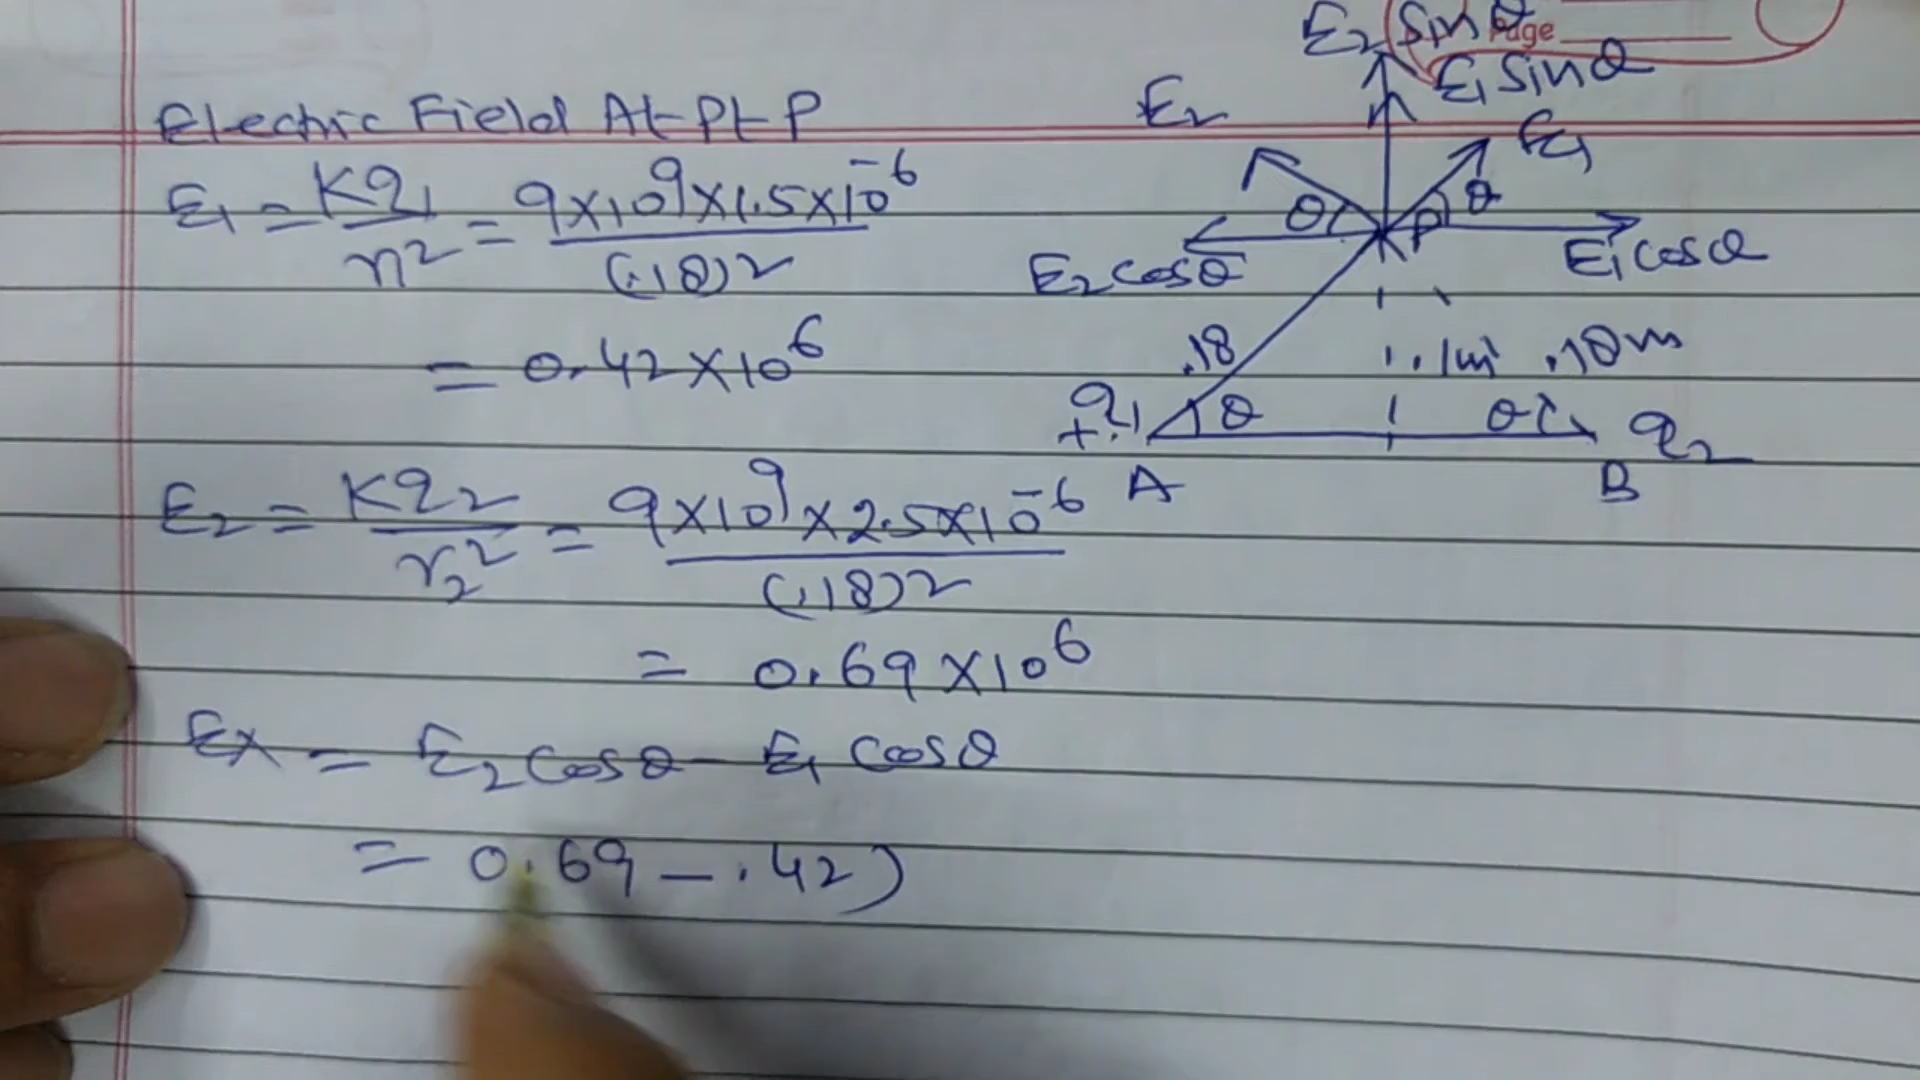 Page
E₂ sinθ
E₁ sinθ
Electric Field At Pt P
E₂
E₁
E₁ = Kq₁/r1² = 9×10⁹×1.5×10⁻⁶/(.18)²
θ
θ
P
E₂ cosθ
E₁ cosθ
= 0.42×10⁶
.18
.1m
.18m
q₁
+
θ
θ
q₂
A
B
E₂ = Kq₂/r₂² = 9×10⁹×2.5×10⁻⁶/(.18)²
= 0.69×10⁶
Ex = E₂ cosθ - E₁ cosθ
= 0.69 - .42)